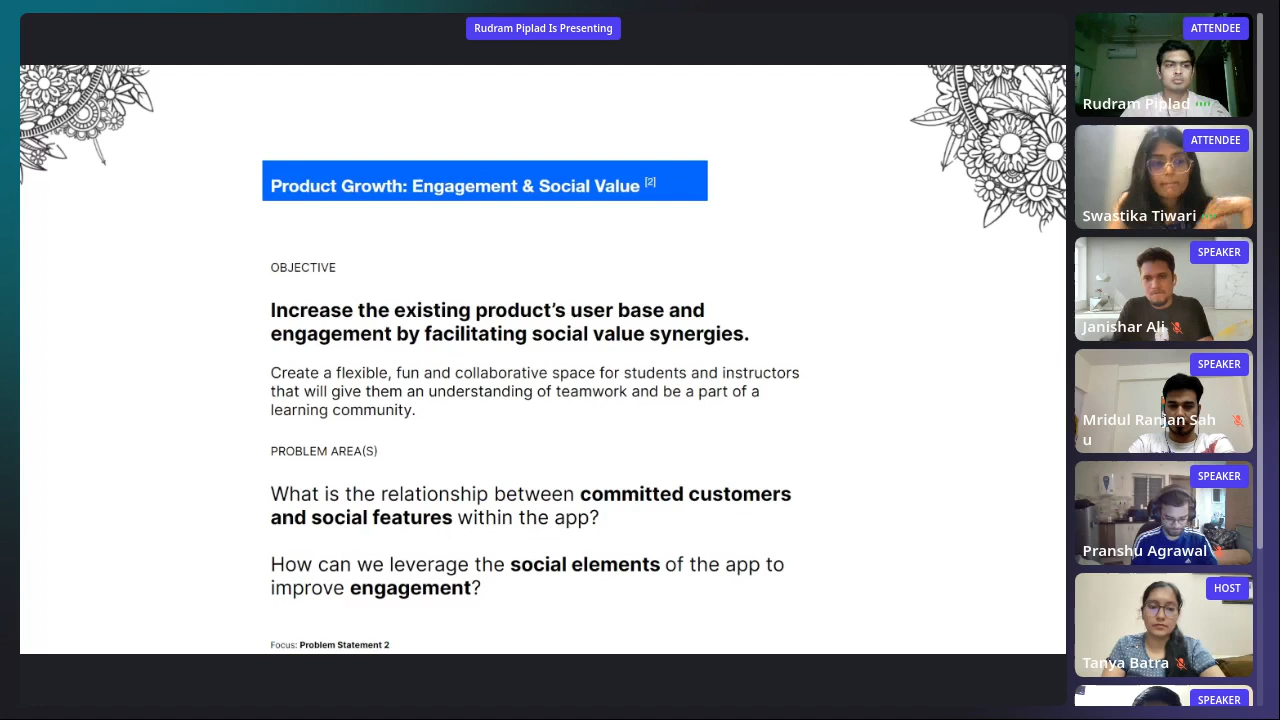 Rudram Piplad Is Presenting
Product Growth: Engagement & Social Value [2]
OBJECTIVE
Increase the existing product's user base and
engagement by facilitating social value synergies.
Create a flexible, fun and collaborative space for students and instructors
that will give them an understanding of teamwork and be a part of a
learning community.
PROBLEM AREA(S)
What is the relationship between committed customers
and social features within the app?
How can we leverage the social elements of the app to
improve engagement?
Focus: Problem Statement 2
ATTENDEE
Rudram Piplad
ATTENDEE
Swastika Tiwari
SPEAKER
Janishar Ali
SPEAKER
Mridul Ranjan Sah
u
SPEAKER
Pranshu Agrawal
HOST
Tanya Batra
SPEAKER